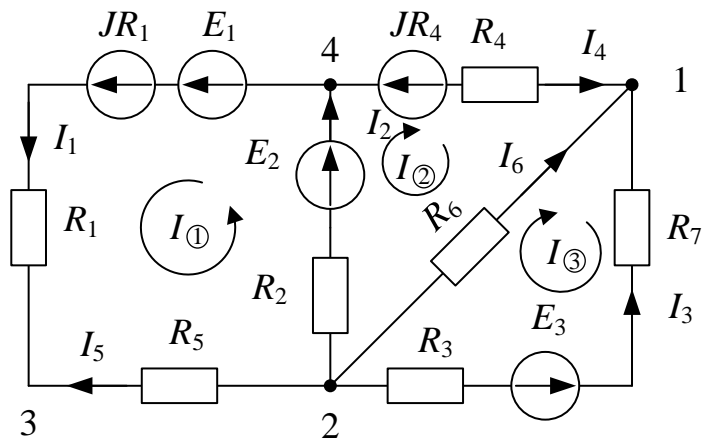 JR₁ E₁ 4 JR₄ R₄ I₄ 1
I₁ E₂ I₂ I② I₆
R₁ I① R₆ I③ R₇
R₂ E₃ I₃
I₅ R₅ R₃
3 2